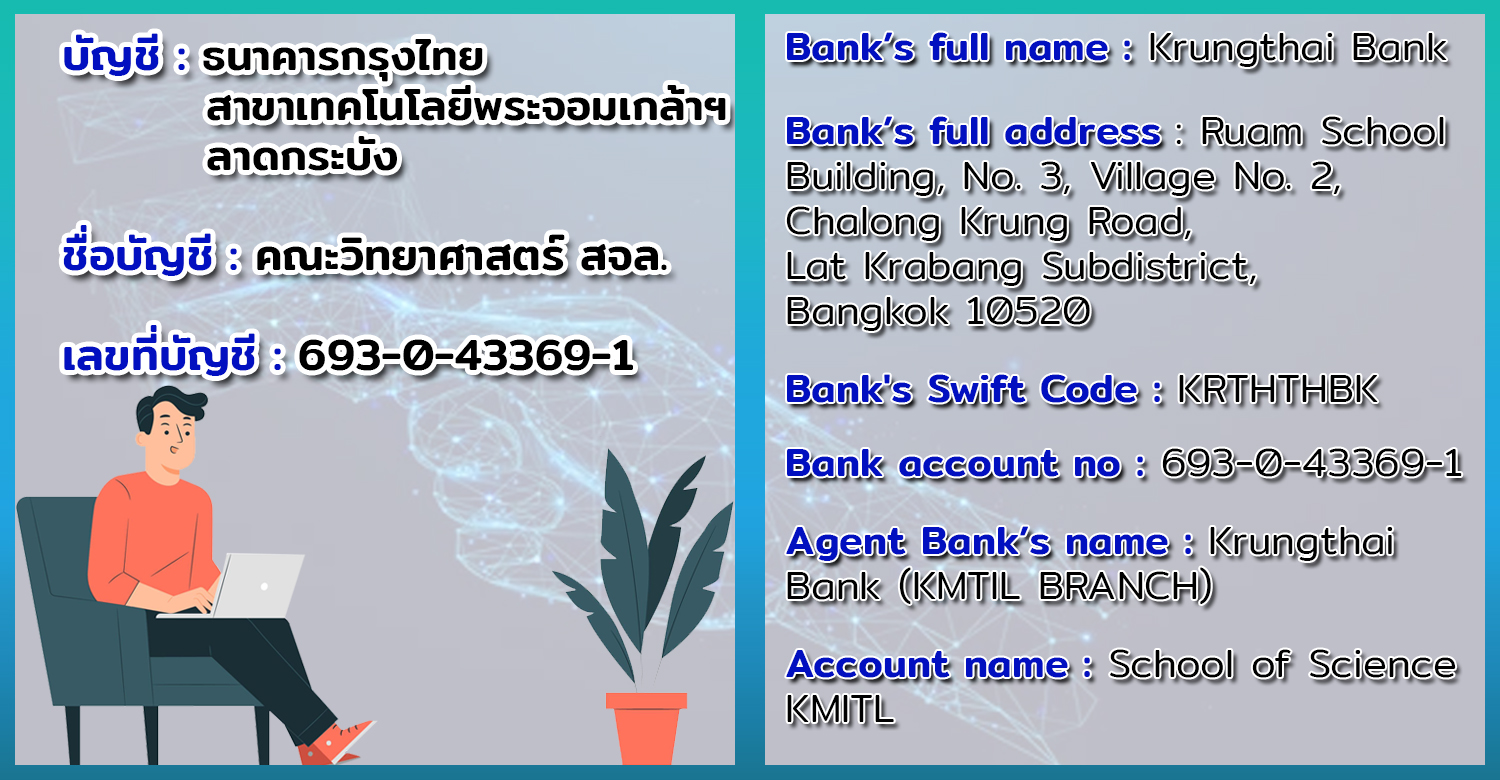 บัญชี : ธนาคารกรุงไทย
สาขาเทคโนโลยีพระจอมเกล้าฯ
ลาดกระบัง
ชื่อบัญชี : คณะวิทยาศาสตร์ สจล.
เลขที่บัญชี : 693-0-43369-1
Bank’s full name : Krungthai Bank
Bank’s full address : Ruam School
Building, No. 3, Village No. 2,
Chalong Krung Road,
Lat Krabang Subdistrict,
Bangkok 10520
Bank's Swift Code : KRTHTHBK
Bank account no : 693-0-43369-1
Agent Bank’s name : Krungthai
Bank (KMTIL BRANCH)
Account name : School of Science
KMITL